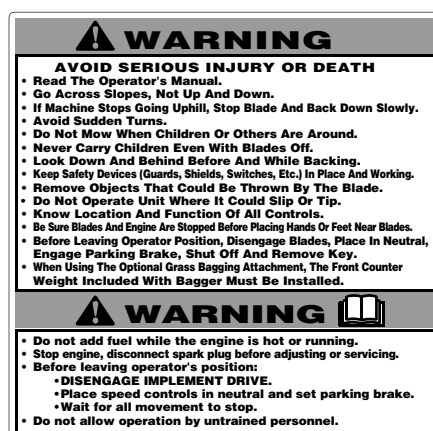 WARNING
AVOID SERIOUS INJURY OR DEATH
• Read The Operator's Manual.
• Go Across Slopes, Not Up And Down.
• If Machine Stops Going Uphill, Stop Blade And Back Down Slowly.
• Avoid Sudden Turns.
• Do Not Mow When Children Or Others Are Around.
• Never Carry Children Even With Blades Off.
• Look Down And Behind Before And While Backing.
• Keep Safety Devices (Guards, Shields, Switches, Etc.) In Place And Working.
• Remove Objects That Could Be Thrown By The Blade.
• Do Not Operate Unit Where It Could Slip Or Tip.
• Know Location And Function Of All Controls.
• Be Sure Blades And Engine Are Stopped Before Placing Hands Or Feet Near Blades.
• Before Leaving Operator Position, Disengage Blades, Place In Neutral,
Engage Parking Brake, Shut Off And Remove Key.
• When Using The Optional Grass Bagging Attachment, The Front Counter
Weight Included With Bagger Must Be Installed.
WARNING
• Do not add fuel while the engine is hot or running.
• Stop engine, disconnect spark plug before adjusting or servicing.
• Before leaving operator's position:
•DISENGAGE IMPLEMENT DRIVE.
•Place speed controls in neutral and set parking brake.
•Wait for all movement to stop.
• Do not allow operation by untrained personnel.